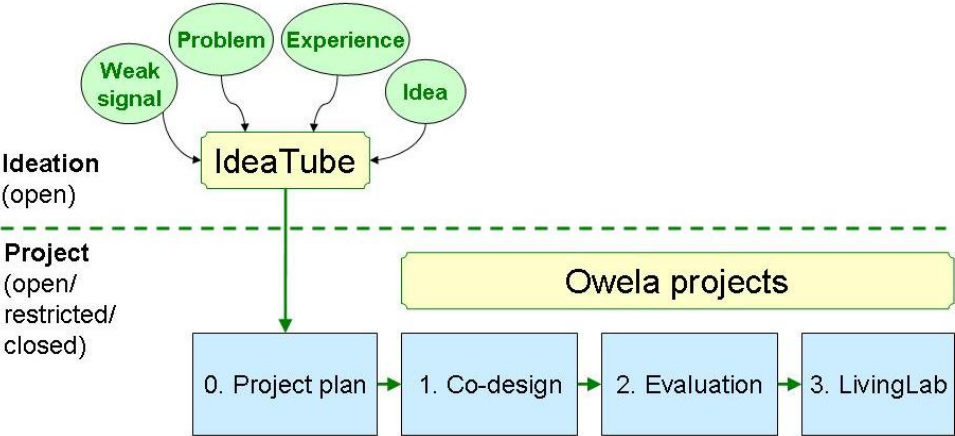 Problem
Experience
Weak
signal
Idea
IdeaTube
Ideation
(open)
Project
(open/
restricted/
closed)
Owela projects
0. Project plan
1. Co-design
2. Evaluation
3. LivingLab